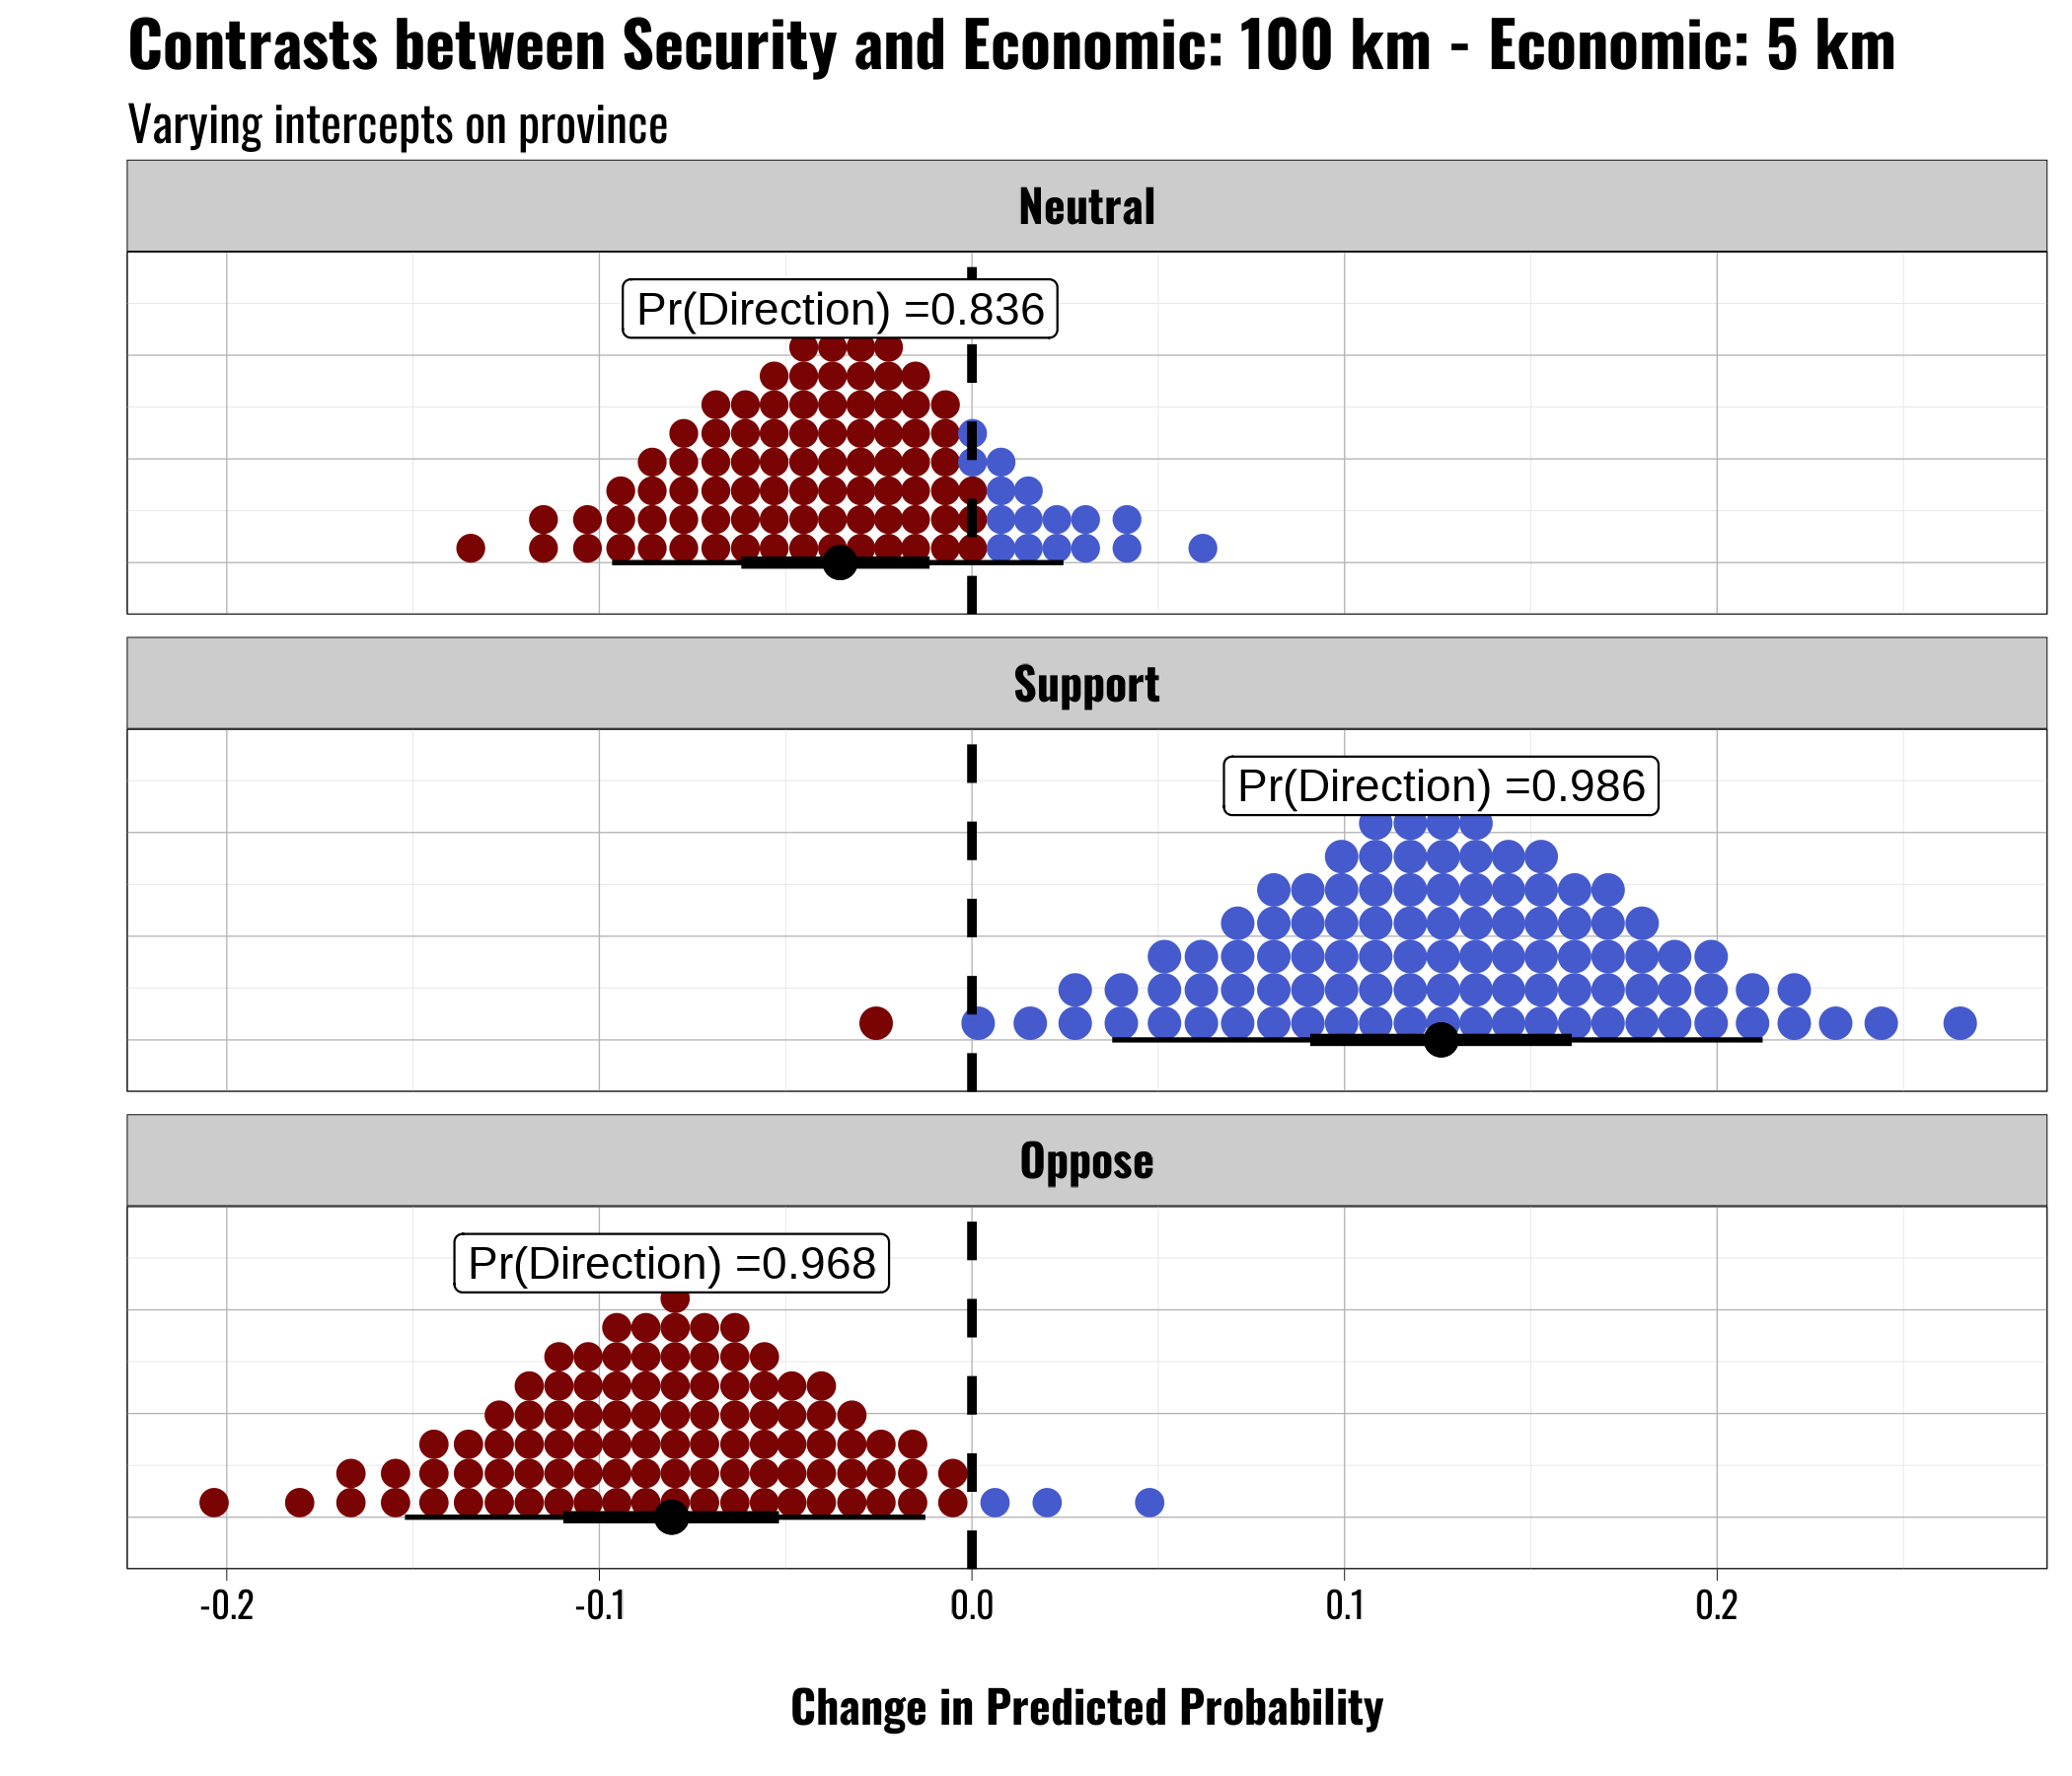 Contrasts between Security and Economic: 100 km - Economic: 5 km
Varying intercepts on province
Neutral
Pr(Direction) =0.836
Support
Pr(Direction) =0.986
Oppose
Pr(Direction) =0.968
-0.2 -0.1 0.0 0.1 0.2
Change in Predicted Probability